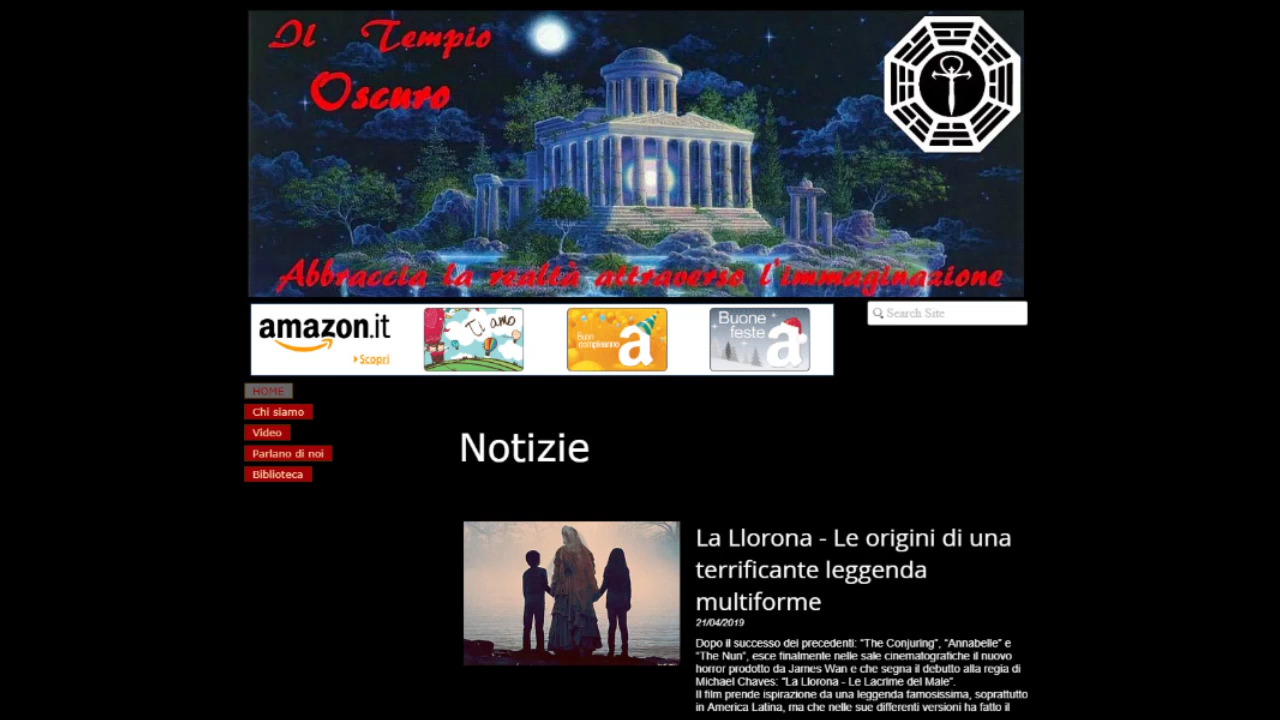 Il Tempio
Oscuro
Abbraccia la realtà attraverso l'immaginazione
amazon.it
Scopri
Ti amo
Buon
compleanno
a
Buone
feste
a
Search Site
HOME
Chi siamo
Video
Parlano di noi
Biblioteca
Notizie
La Llorona - Le origini di una
terrificante leggenda
multiforme
21/04/2019
Dopo il successo dei precedenti: “The Conjuring”, “Annabelle” e
“The Nun”, esce finalmente nelle sale cinematografiche il nuovo
horror prodotto da James Wan e che segna il debutto alla regia di
Michael Chaves: “La Llorona - Le Lacrime del Male”.
Il film prende ispirazione da una leggenda famosissima, soprattutto
in America Latina, ma che nelle sue differenti versioni ha fatto il